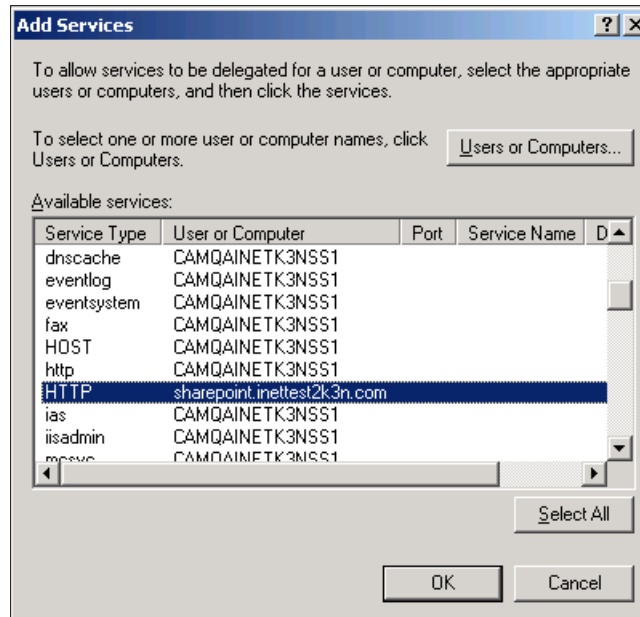 Add Services
To allow services to be delegated for a user or computer, select the appropriate
users or computers, and then click the services.
To select one or more user or computer names, click
Users or Computers.
Users or Computers...
Available services:
Service Type User or Computer Port Service Name D
dnscache CAMQAINETK3NSS1
eventlog CAMQAINETK3NSS1
eventsystem CAMQAINETK3NSS1
fax CAMQAINETK3NSS1
HOST CAMQAINETK3NSS1
http CAMQAINETK3NSS1
HTTP sharepoint.inettest2k3n.com
ias CAMQAINETK3NSS1
iisadmin CAMQAINETK3NSS1
mcsvc CAMQAINETK3NSS1
Select All
OK Cancel